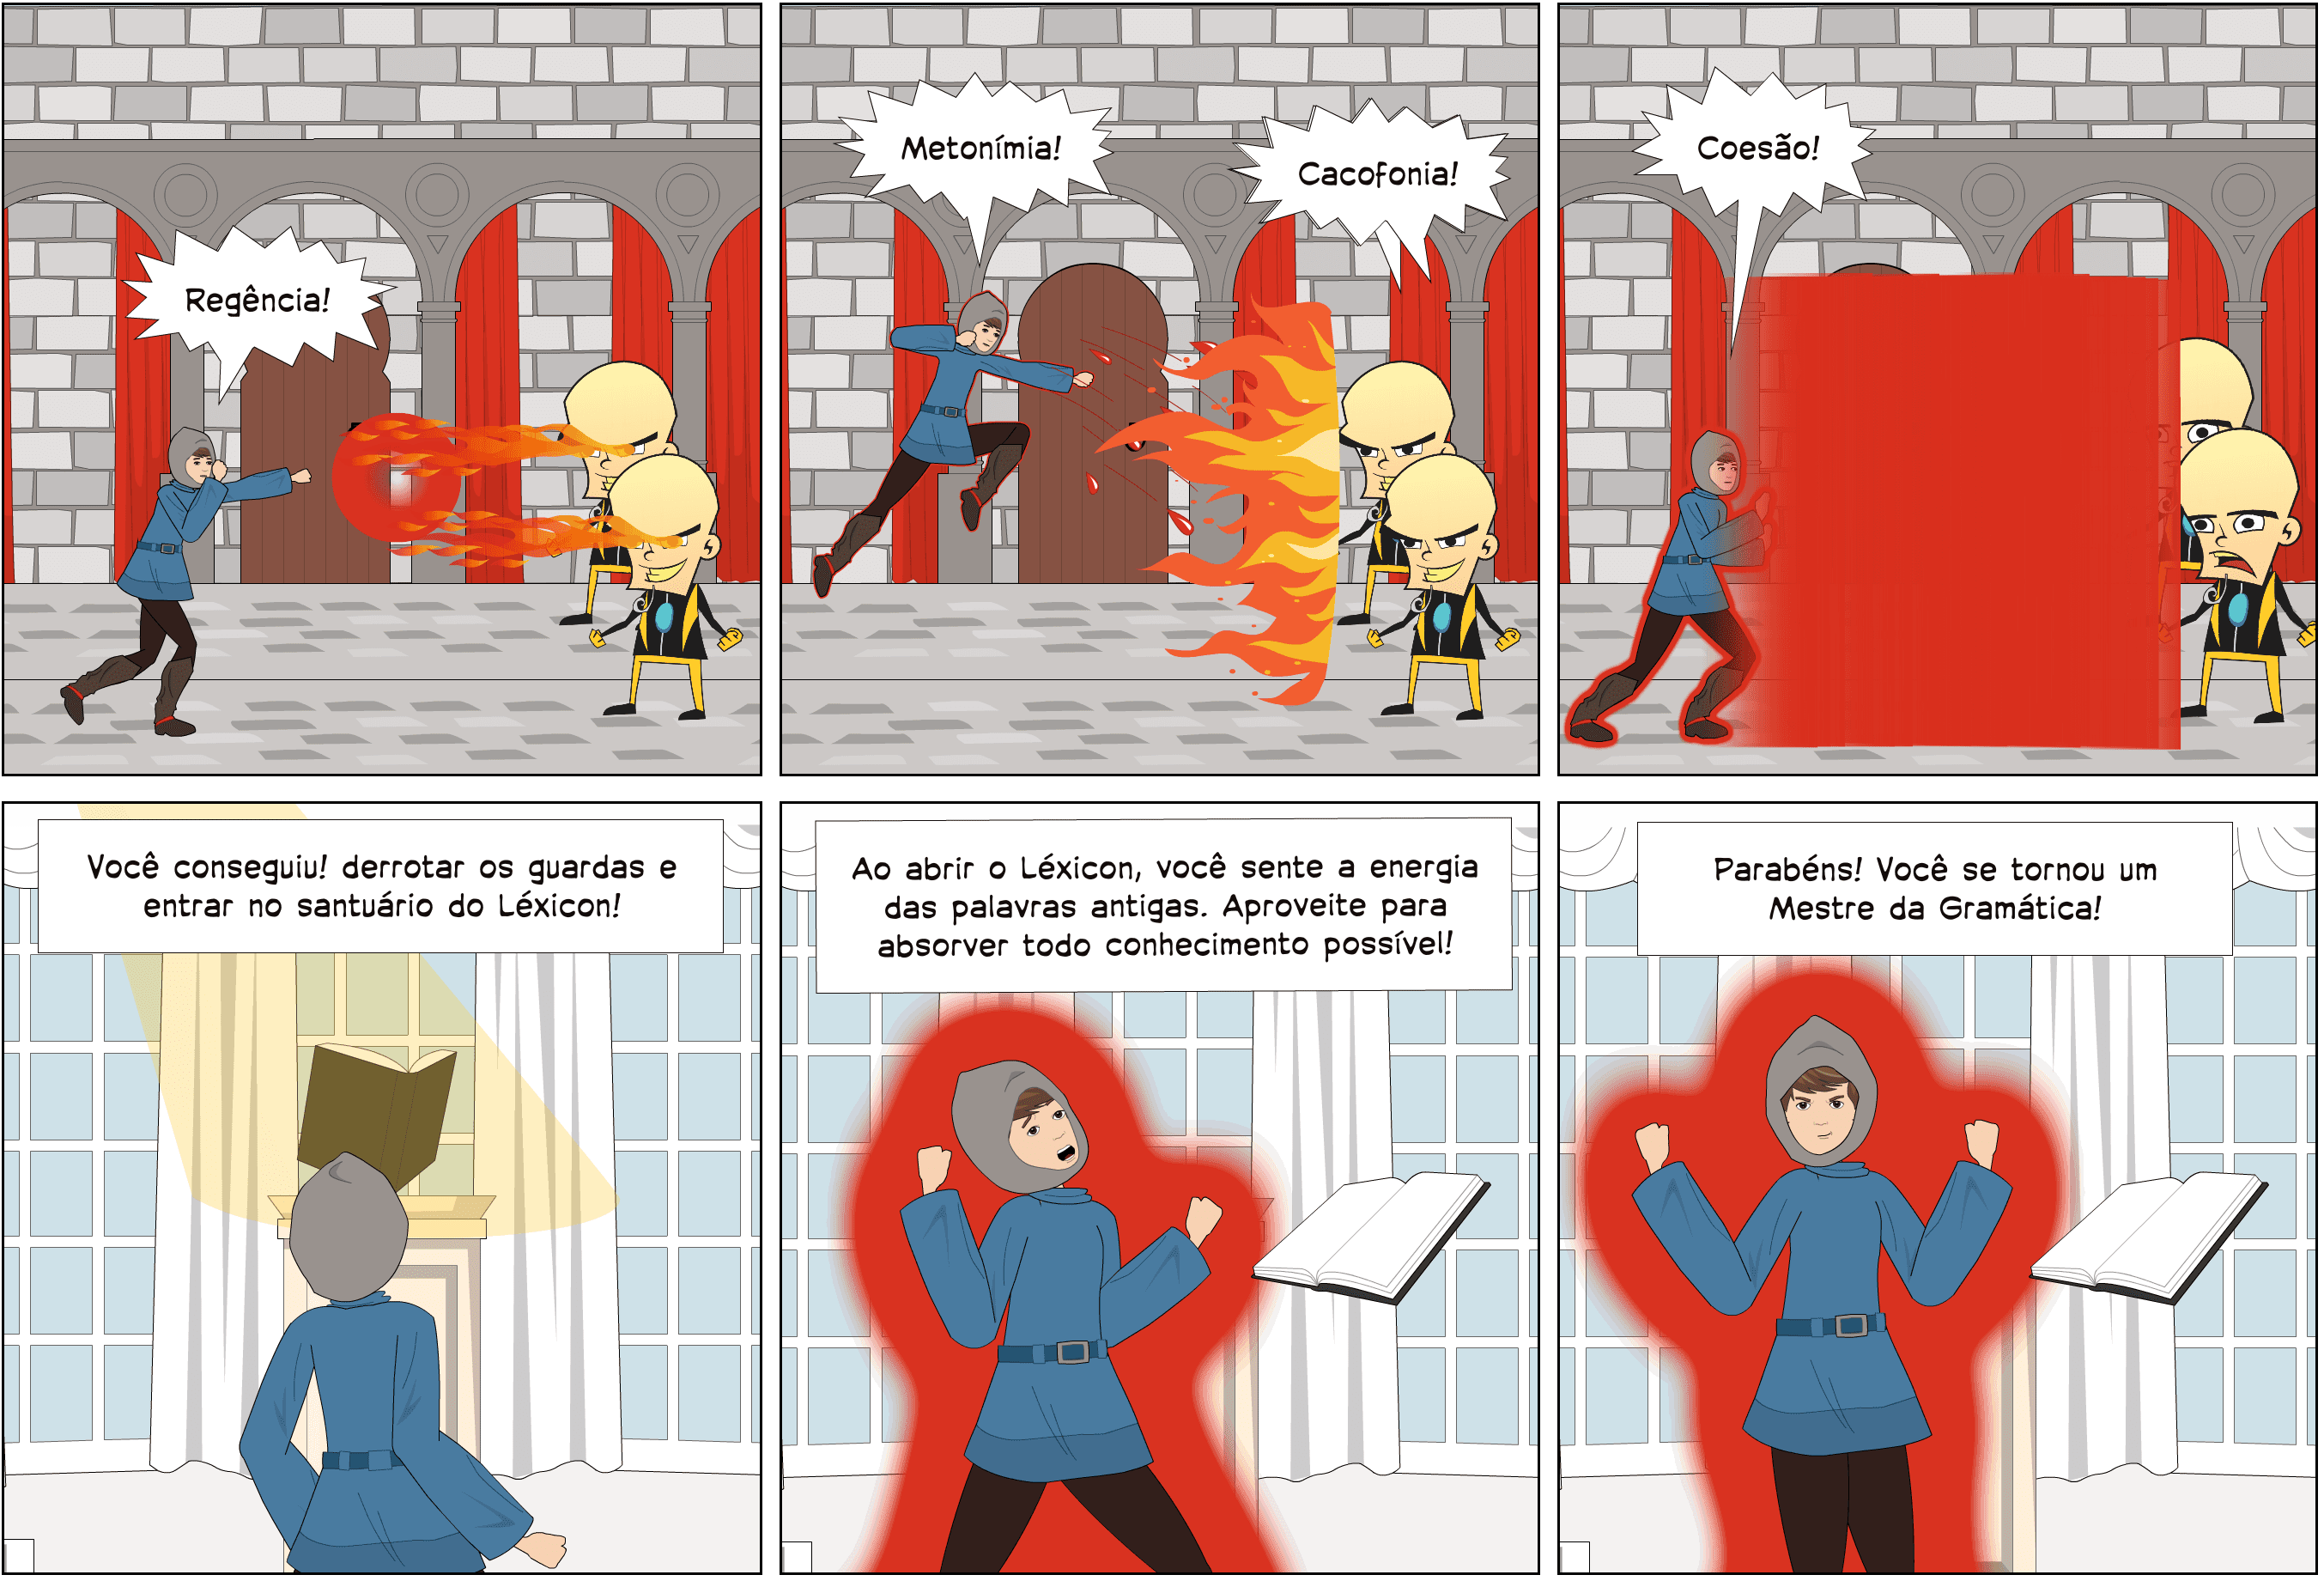 Regência!
Metonímia!
Cacofonia!
Coesão!
Você conseguiu! derrotar os guardas e
entrar no santuário do Léxicon!
Ao abrir o Léxicon, você sente a energia
das palavras antigas. Aproveite para
absorver todo conhecimento possível!
Parabéns! Você se tornou um
Mestre da Gramática!